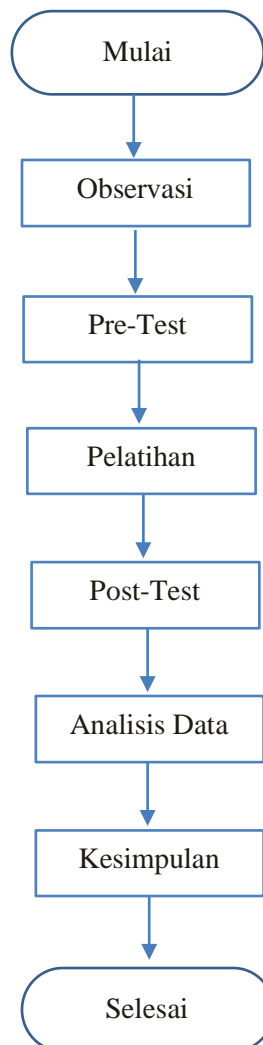 Mulai
Observasi
Pre-Test
Pelatihan
Post-Test
Analisis Data
Kesimpulan
Selesai